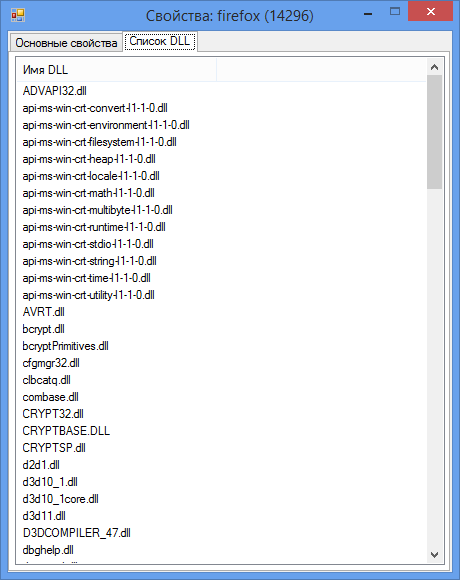 Свойства: firefox (14296)
Основные свойства
Список DLL
Имя DLL
ADVAPI32.dll
api-ms-win-crt-convert-l1-1-0.dll
api-ms-win-crt-environment-l1-1-0.dll
api-ms-win-crt-filesystem-l1-1-0.dll
api-ms-win-crt-heap-l1-1-0.dll
api-ms-win-crt-locale-l1-1-0.dll
api-ms-win-crt-math-l1-1-0.dll
api-ms-win-crt-multibyte-l1-1-0.dll
api-ms-win-crt-runtime-l1-1-0.dll
api-ms-win-crt-stdio-l1-1-0.dll
api-ms-win-crt-string-l1-1-0.dll
api-ms-win-crt-time-l1-1-0.dll
api-ms-win-crt-utility-l1-1-0.dll
AVRT.dll
bcrypt.dll
bcryptPrimitives.dll
cfgmgr32.dll
clbcatq.dll
combase.dll
CRYPT32.dll
CRYPTBASE.DLL
CRYPTSP.dll
d2d1.dll
d3d10_1.dll
d3d10_1core.dll
d3d11.dll
D3DCOMPILER_47.dll
dbghelp.dll